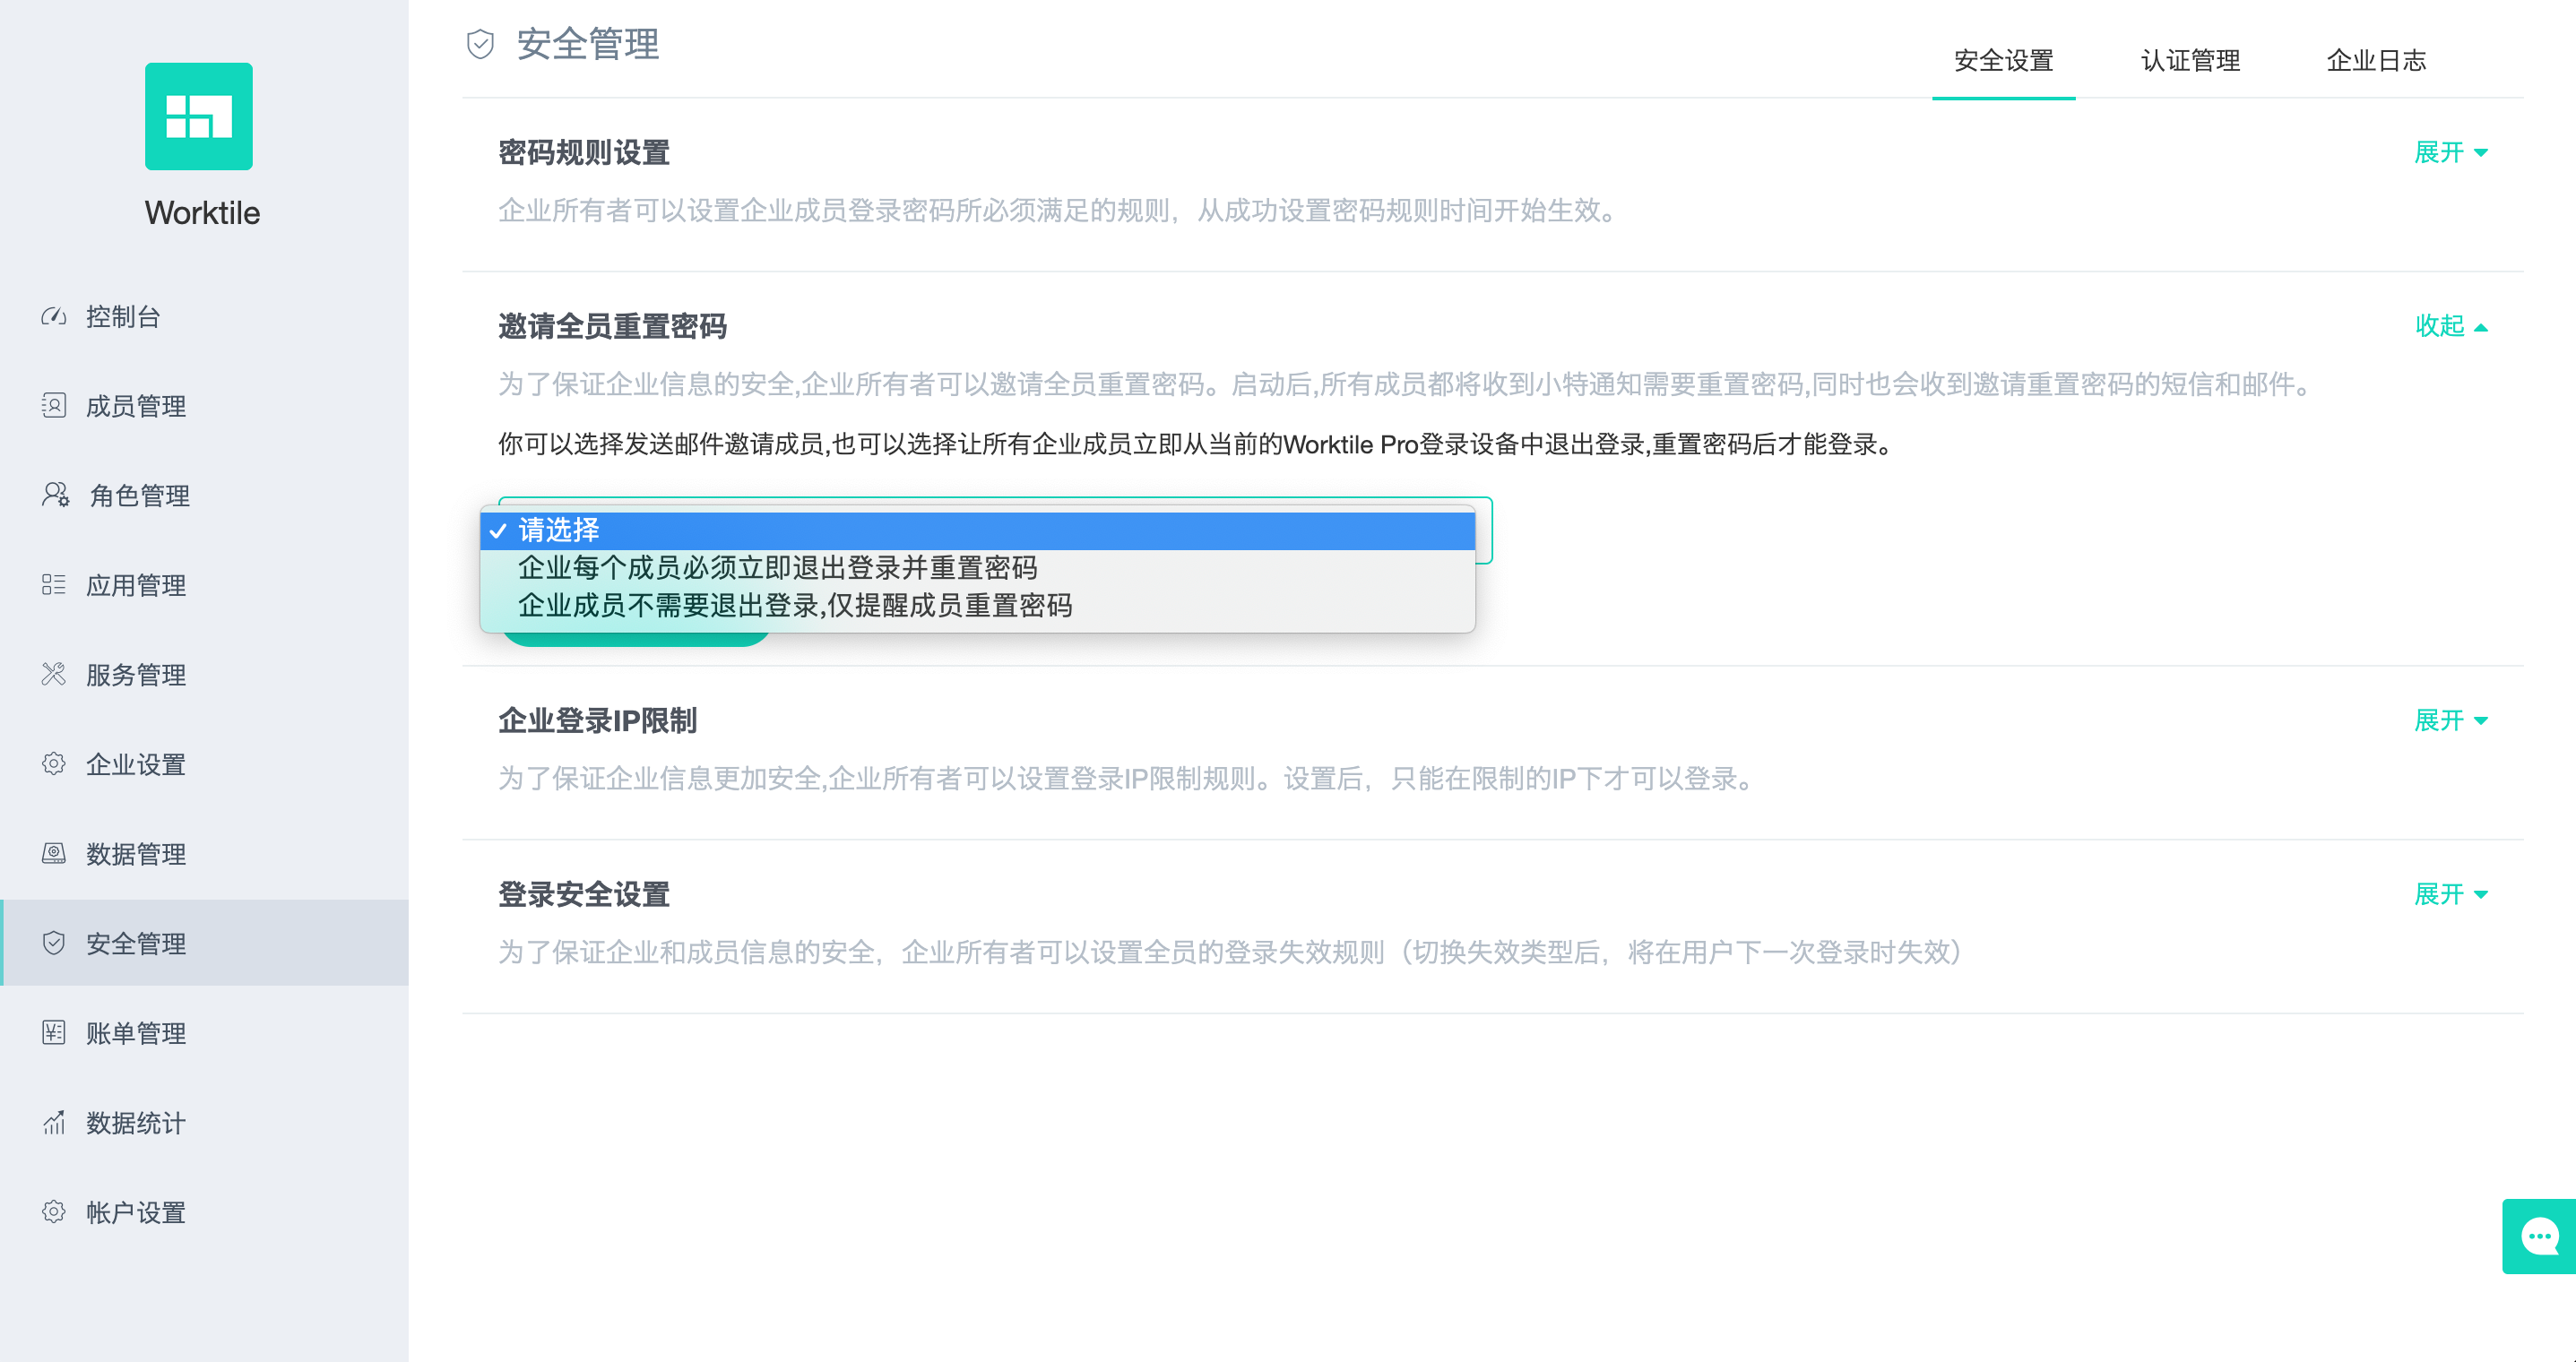 Worktile
控制台
成员管理
角色管理
应用管理
服务管理
企业设置
数据管理
安全管理
账单管理
数据统计
帐户设置
安全管理
安全设置
认证管理
企业日志
密码规则设置
展开
企业所有者可以设置企业成员登录密码所必须满足的规则，从成功设置密码规则时间开始生效。
邀请全员重置密码
收起
为了保证企业信息的安全,企业所有者可以邀请全员重置密码。启动后,所有成员都将收到小特通知需要重置密码,同时也会收到邀请重置密码的短信和邮件。
你可以选择发送邮件邀请成员,也可以选择让所有企业成员立即从当前的Worktile Pro登录设备中退出登录,重置密码后才能登录。
请选择
企业每个成员必须立即退出登录并重置密码
企业成员不需要退出登录,仅提醒成员重置密码
企业登录IP限制
展开
为了保证企业信息更加安全,企业所有者可以设置登录IP限制规则。设置后，只能在限制的IP下才可以登录。
登录安全设置
展开
为了保证企业和成员信息的安全，企业所有者可以设置全员的登录失效规则（切换失效类型后，将在用户下一次登录时失效）